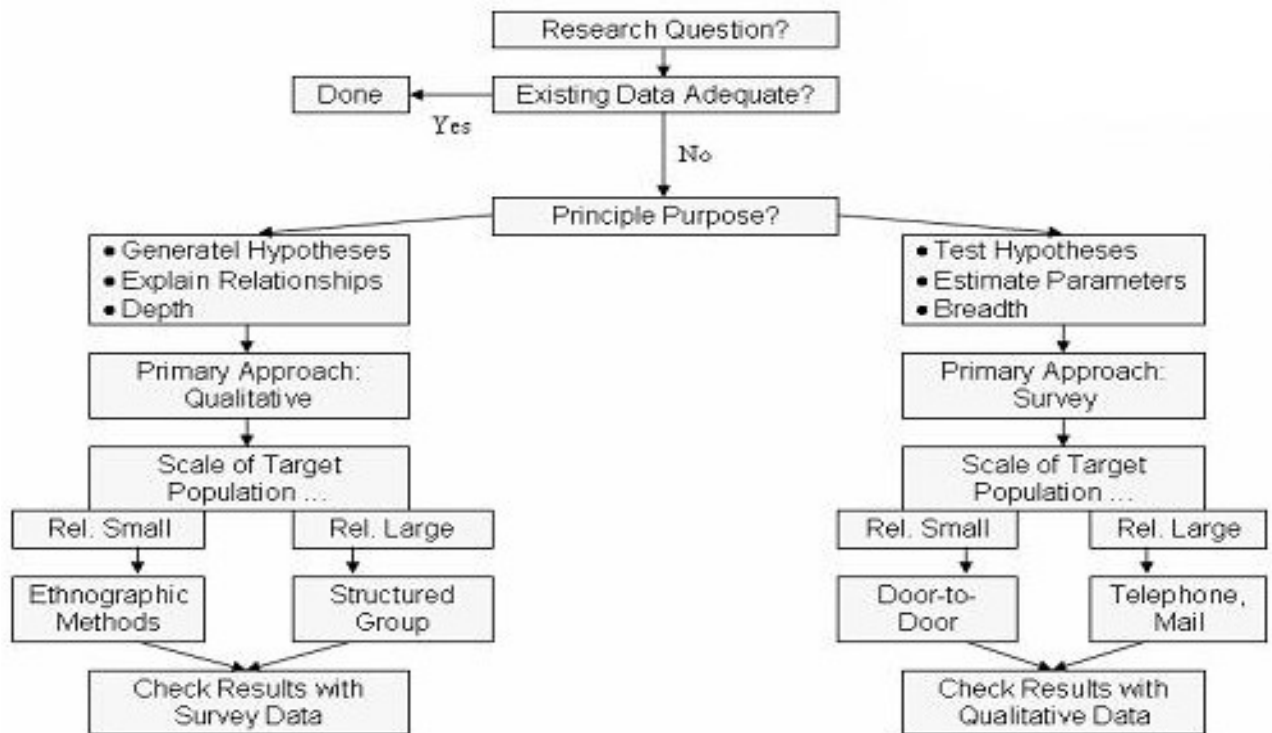 Research Question?
Done
Existing Data Adequate?
Yes
No
Principle Purpose?
• Generatel Hypotheses
• Explain Relationships
• Depth
• Test Hypotheses
• Estimate Parameters
• Breadth
Primary Approach:
Qualitative
Primary Approach:
Survey
Scale of Target
Population ...
Scale of Target
Population ...
Rel. Small
Rel. Large
Rel. Small
Rel. Large
Ethnographic
Methods
Structured
Group
Door-to-
Door
Telephone,
Mail
Check Results with
Survey Data
Check Results with
Qualitative Data